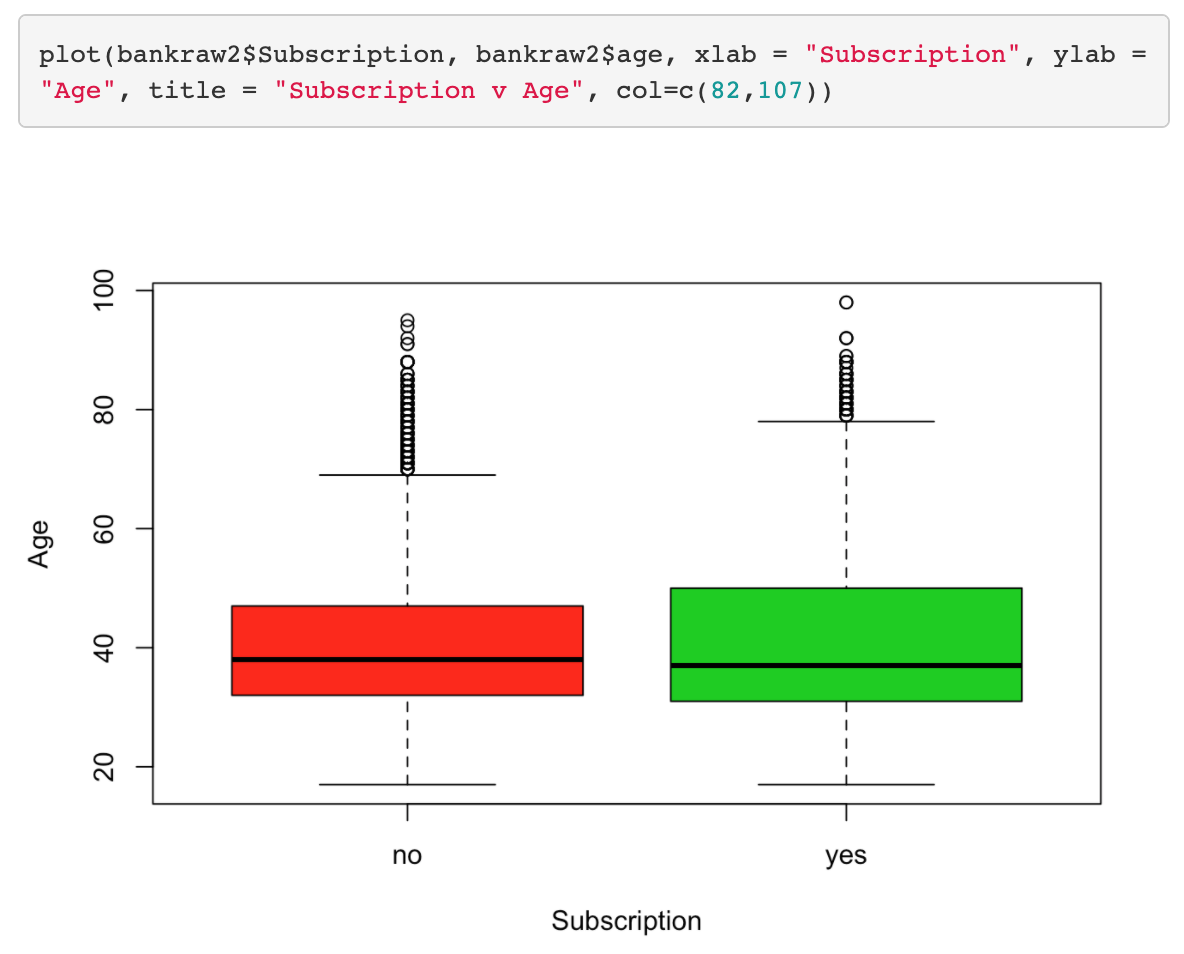 plot(bankraw2$Subscription, bankraw2$age, xlab = "Subscription", ylab =
"Age", title = "Subscription v Age", col=c(82,107))
100
80
60
40
20
Age
no yes
Subscription